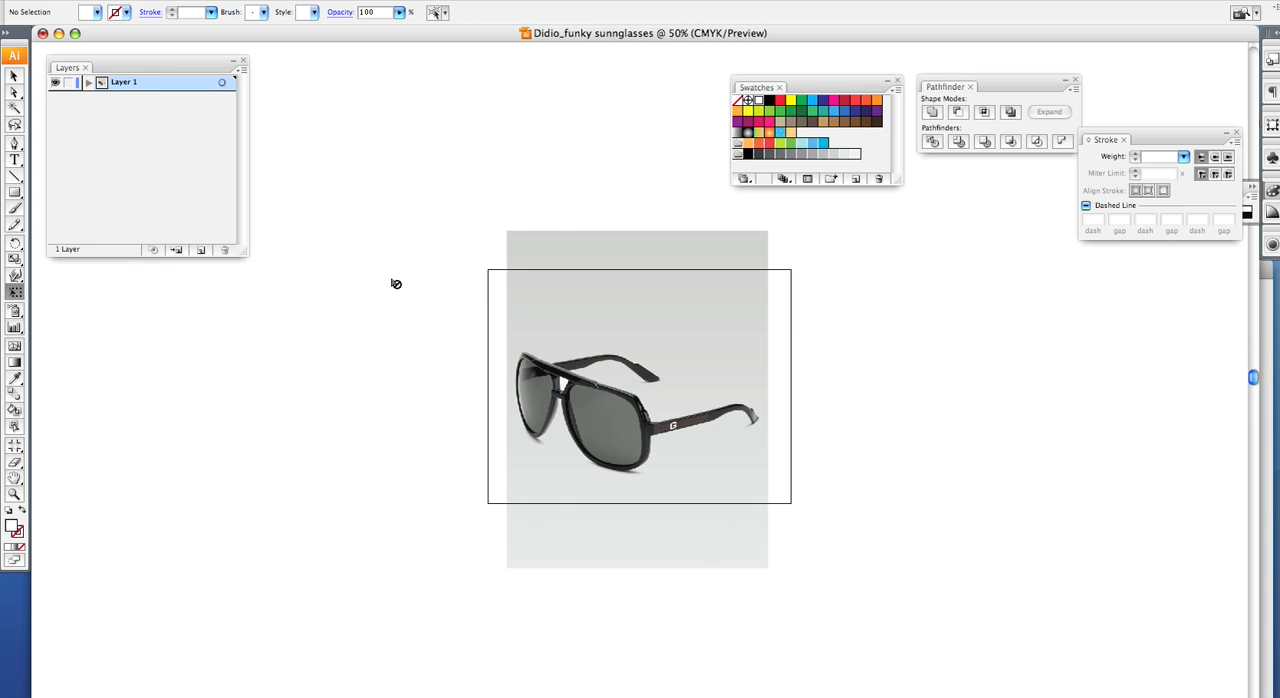 No Selection Stroke: Brush: Style: Opacity: 100 %
Didio_funky sunnglasses @ 50% (CMYK/Preview)
Ai
Layers ×
Layer 1
1 Layer
Swatches ×
Pathfinder ×
Shape Modes:
Expand
Pathfinders:
Stroke ×
Weight:
Miter Limit: x
Align Stroke:
Dashed Line
dash gap dash gap dash gap
T
G